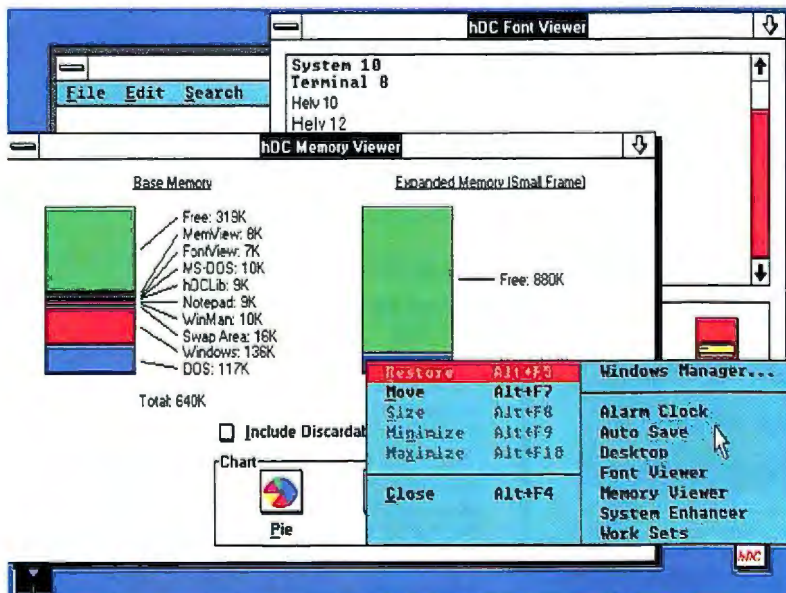 hDC Font Viewer
System 10
Terminal 8
Helv 10
Helv 12
File Edit Search
hDC Memory Viewer
Base Memory
Expanded Memory (Small Frame)
Free: 319K
MemView: 8K
FontView: 7K
MS-DOS: 10K
hDCLib: 9K
Notepad: 9K
WinMan: 10K
Swap Area: 16K
Windows: 136K
DOS: 117K
Total: 640K
Free: 880K
Include Discardab
Chart
Pie
Restore Alt+F5
Move Alt+F7
Size Alt+F8
Minimize Alt+F9
Maximize Alt+F10
Close Alt+F4
Windows Manager...
Alarm Clock
Auto Save
Desktop
Font Viewer
Memory Viewer
System Enhancer
Work Sets
hDC